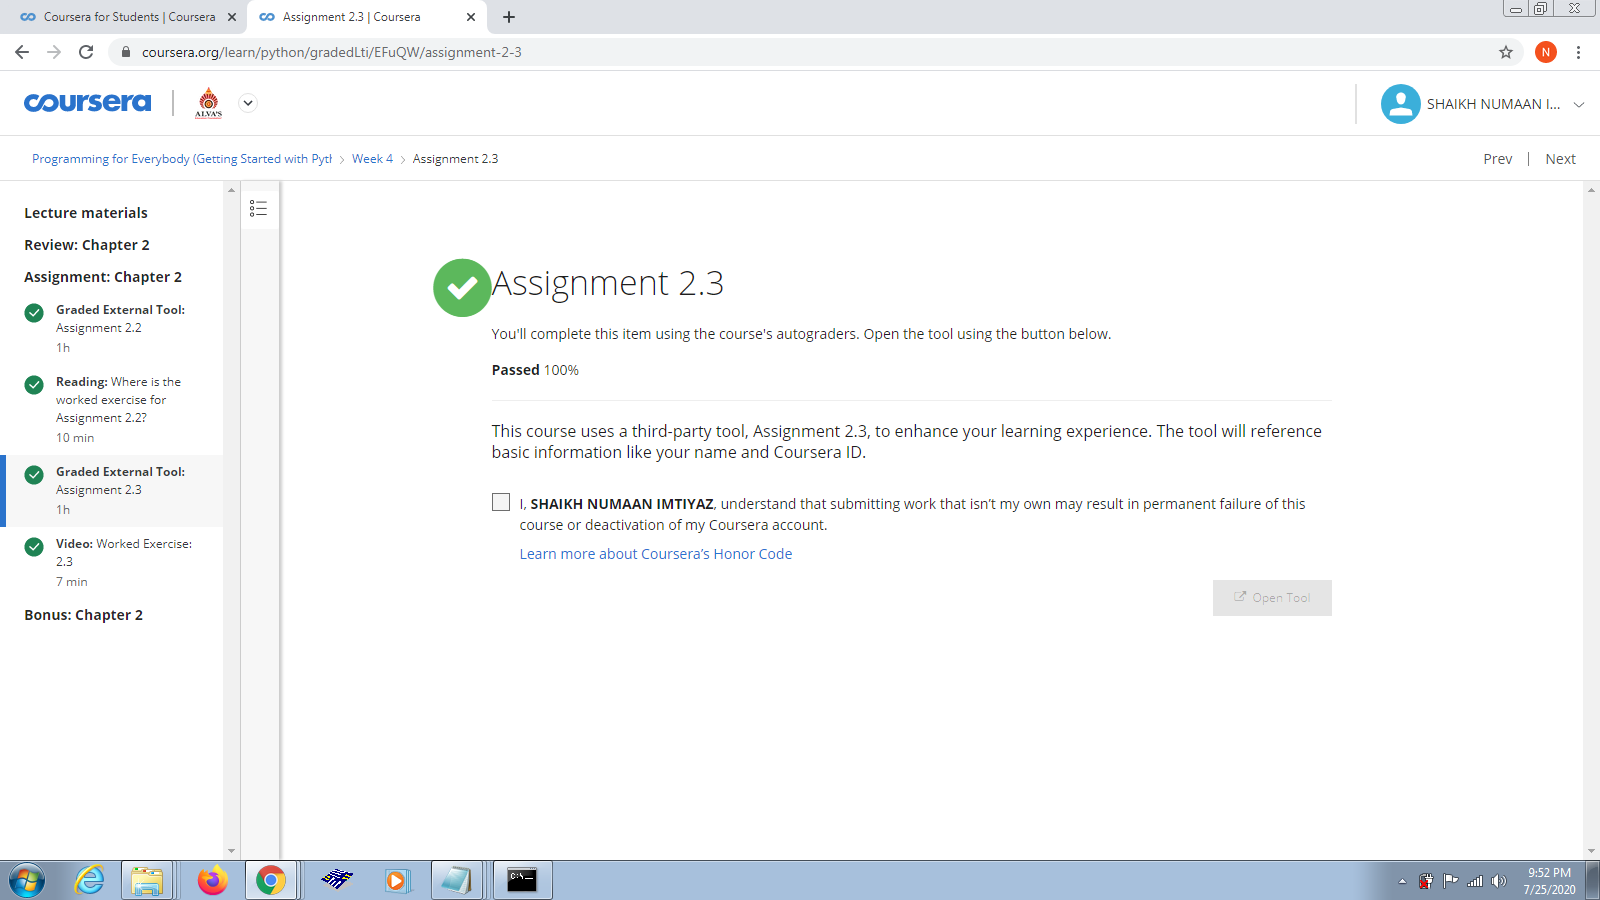 Coursera for Students | Coursera
Assignment 2.3 | Coursera
coursera.org/learn/python/gradedLti/EFuQW/assignment-2-3
N
coursera
ALVA'S
SHAIKH NUMAAN I...
Programming for Everybody (Getting Started with Pyth
Week 4
Assignment 2.3
Prev | Next
Lecture materials
Review: Chapter 2
Assignment: Chapter 2
Graded External Tool:
Assignment 2.2
1h
Reading: Where is the
worked exercise for
Assignment 2.2?
10 min
Graded External Tool:
Assignment 2.3
1h
Video: Worked Exercise:
2.3
7 min
Bonus: Chapter 2
Assignment 2.3
You'll complete this item using the course's autograders. Open the tool using the button below.
Passed 100%
This course uses a third-party tool, Assignment 2.3, to enhance your learning experience. The tool will reference
basic information like your name and Coursera ID.
I, SHAIKH NUMAAN IMTIYAZ, understand that submitting work that isn't my own may result in permanent failure of this
course or deactivation of my Coursera account.
Learn more about Coursera's Honor Code
Open Tool
C:\_
9:52 PM
7/25/2020